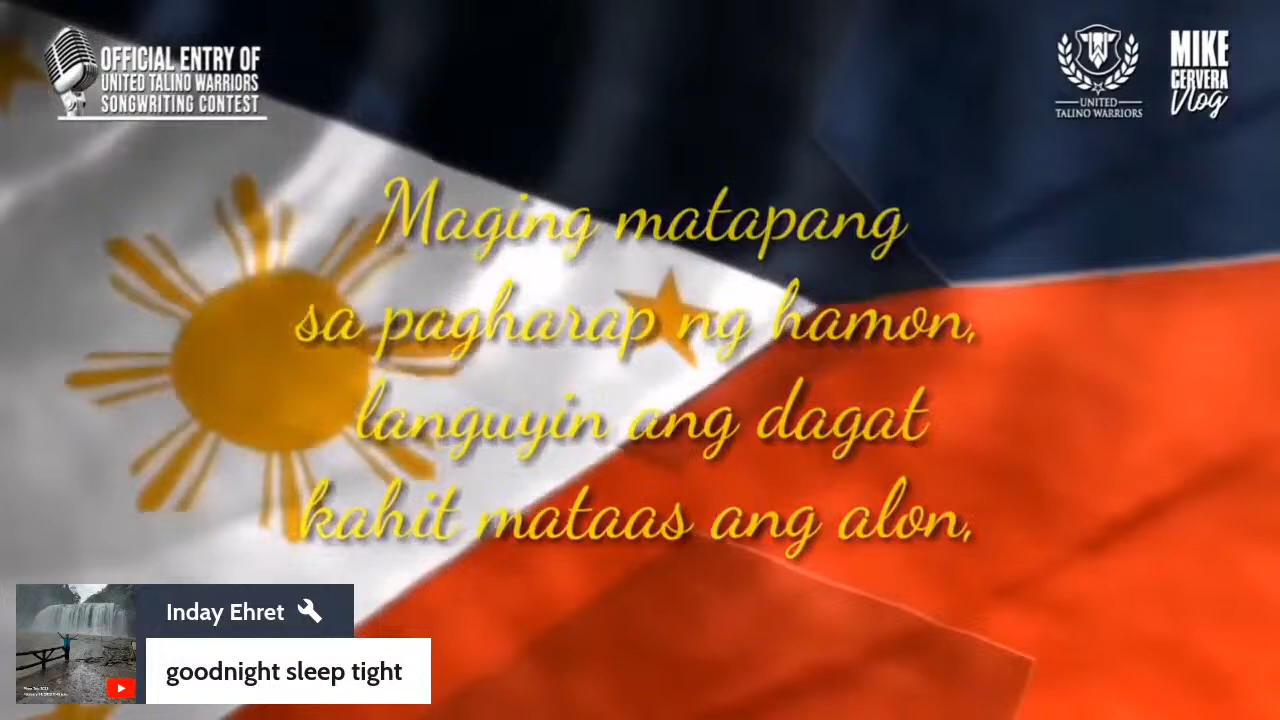 OFFICIAL ENTRY OF
UNITED TALINO WARRIORS
SONGWRITING CONTEST
UNITED
TALINO WARRIORS
MIKE
CERVERA
Vlog
Maging matapang
sa pagharap ng hamon,
languyin ang dagat
kahit mataas ang alon,
Inday Ehret
goodnight sleep tight